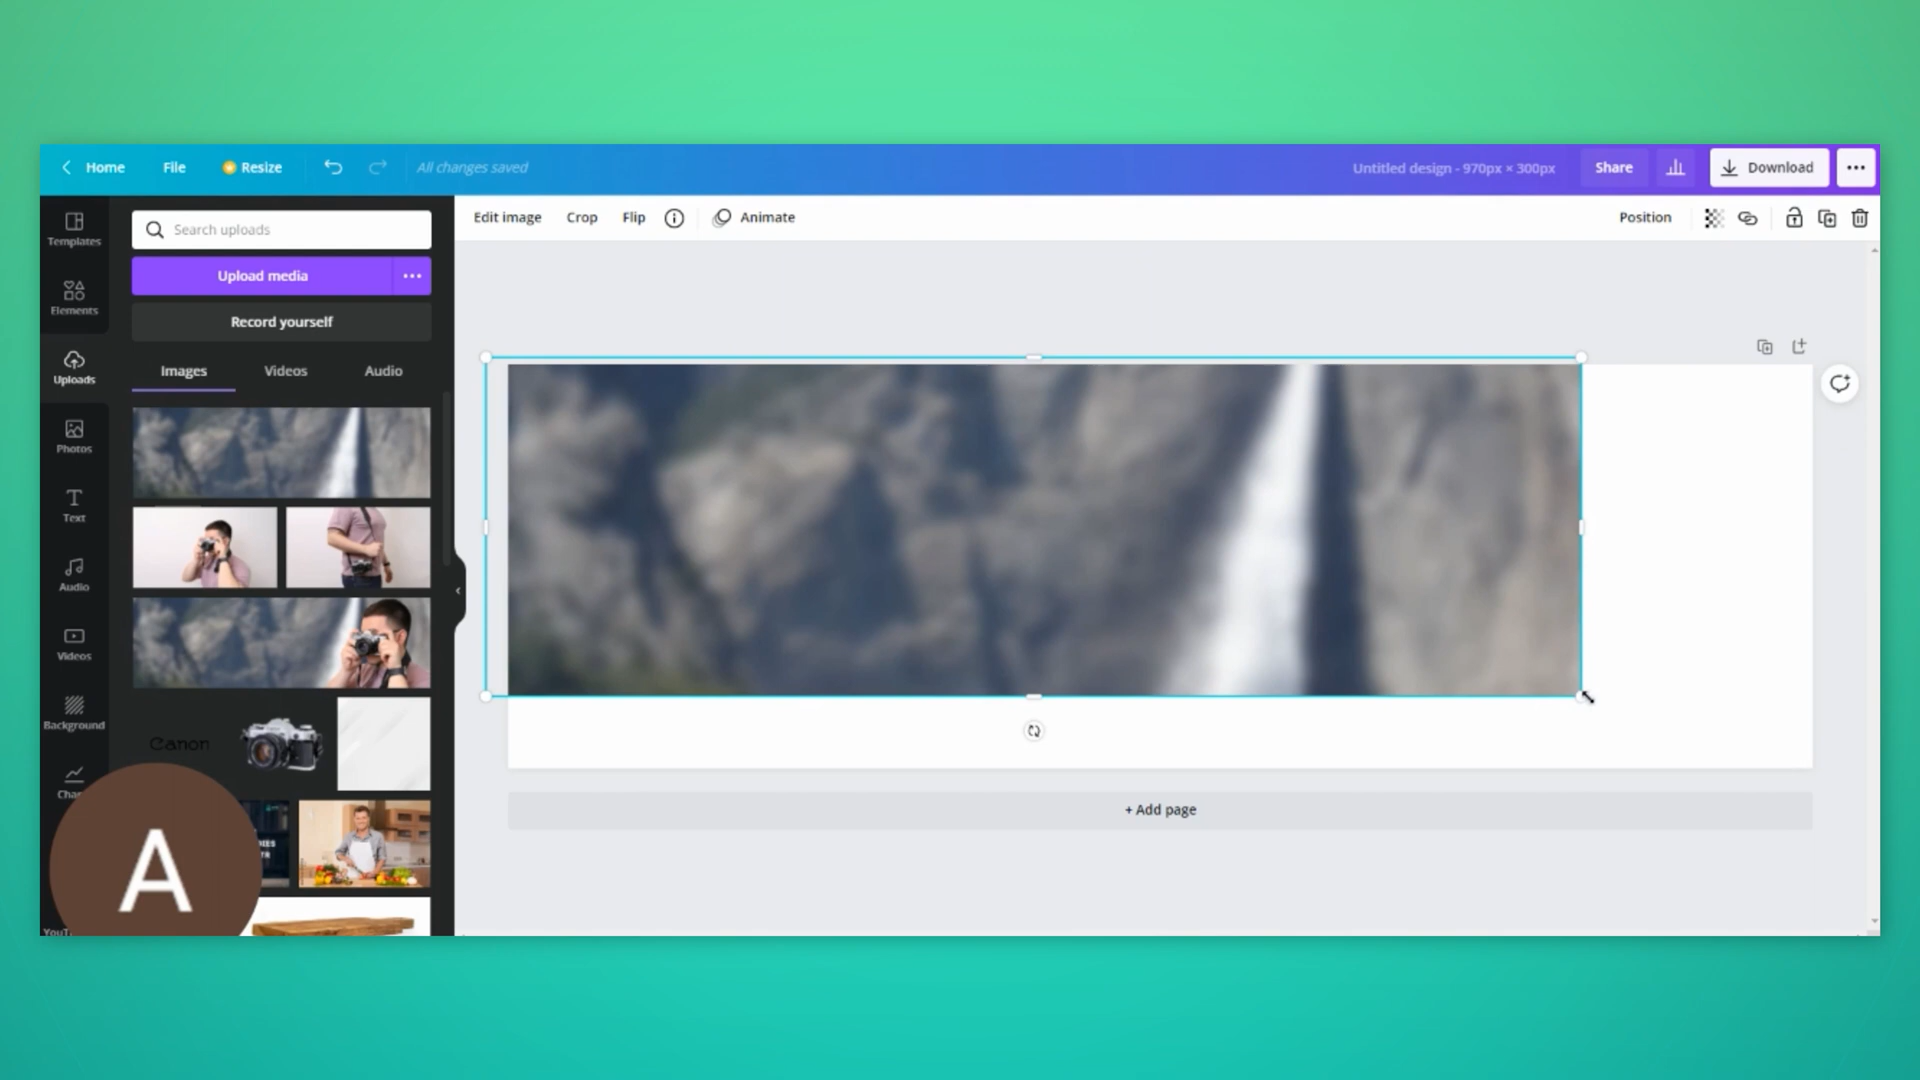 Home File Resize All changes saved Untitled design - 970px × 300px Share Download
Search uploads
Edit image Crop Flip Animate Position
Upload media
Record yourself
Images Videos Audio
Templates
Elements
Uploads
Photos
Text
Audio
Videos
Background
Canon
A
+ Add page